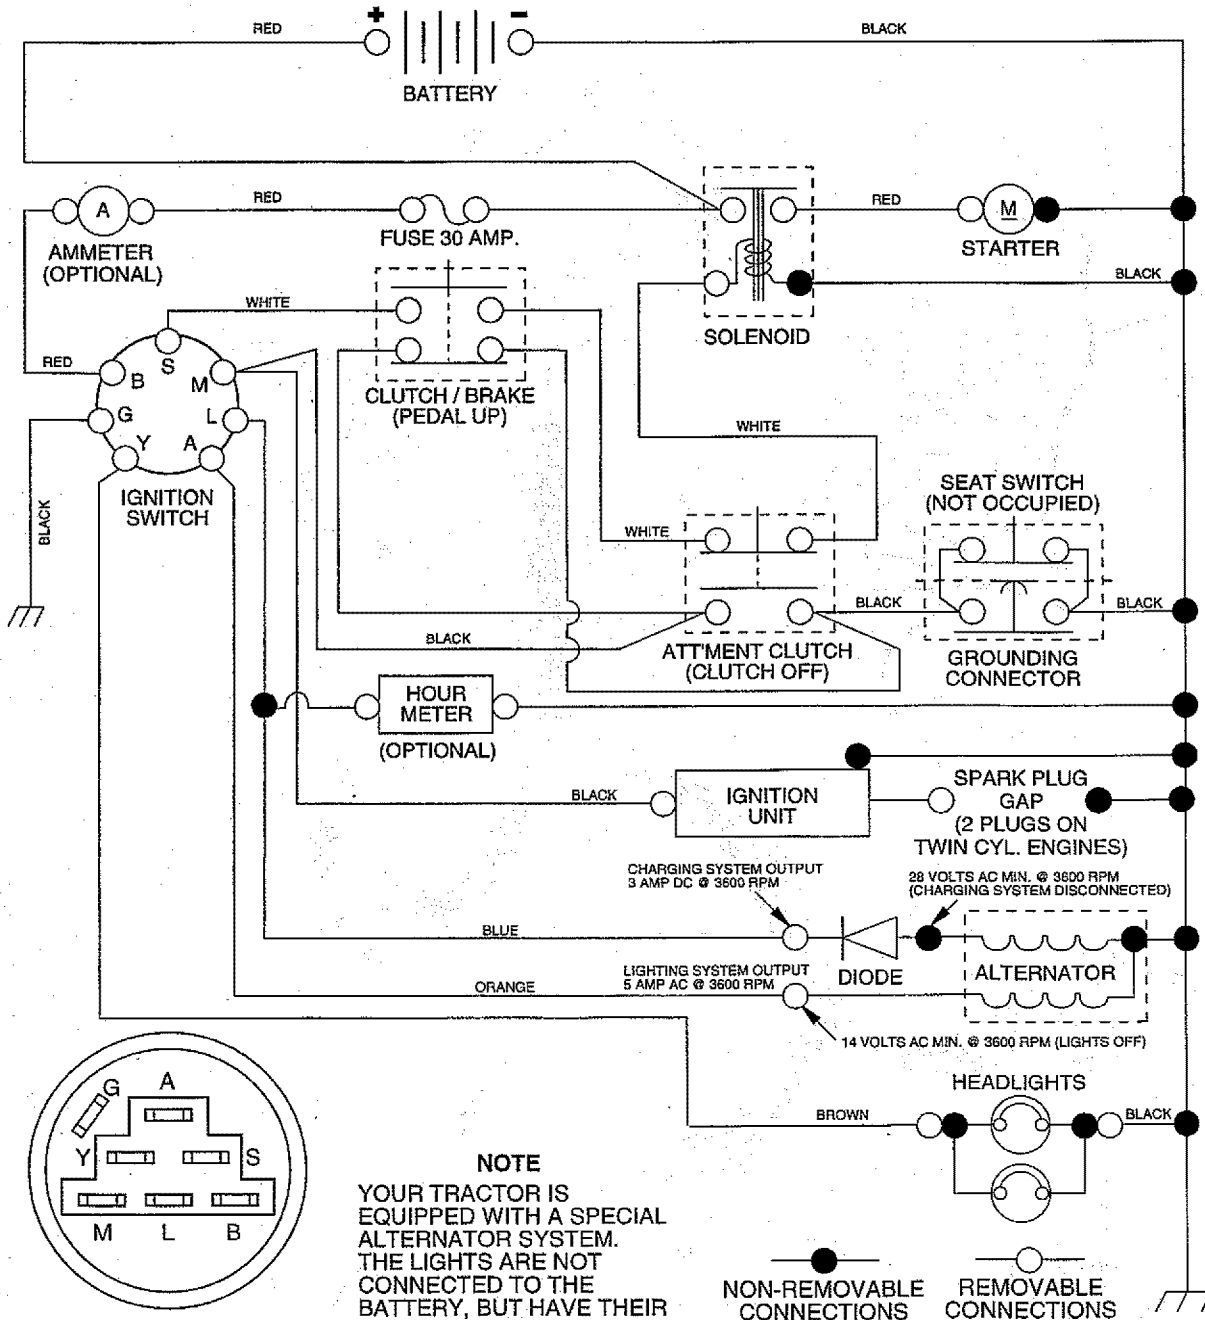 + -
RED
BLACK
BATTERY
A
RED
RED
M
AMMETER
(OPTIONAL)
FUSE 30 AMP.
STARTER
BLACK
SOLENOID
WHITE
RED
S
B
M
G
L
Y
A
CLUTCH / BRAKE
(PEDAL UP)
IGNITION
SWITCH
BLACK
WHITE
SEAT SWITCH
(NOT OCCUPIED)
WHITE
BLACK
BLACK
BLACK
ATT'MENT CLUTCH
(CLUTCH OFF)
GROUNDING
CONNECTOR
HOUR
METER
(OPTIONAL)
BLACK
IGNITION
UNIT
SPARK PLUG
GAP
(2 PLUGS ON
TWIN CYL. ENGINES)
CHARGING SYSTEM OUTPUT
3 AMP DC @ 3600 RPM
28 VOLTS AC MIN. @ 3600 RPM
(CHARGING SYSTEM DISCONNECTED)
BLUE
DIODE
ALTERNATOR
LIGHTING SYSTEM OUTPUT
5 AMP AC @ 3600 RPM
ORANGE
14 VOLTS AC MIN. @ 3600 RPM (LIGHTS OFF)
HEADLIGHTS
BROWN
BLACK
G
A
Y
S
M
L
B
NOTE
YOUR TRACTOR IS
EQUIPPED WITH A SPECIAL
ALTERNATOR SYSTEM.
THE LIGHTS ARE NOT
CONNECTED TO THE
BATTERY, BUT HAVE THEIR
NON-REMOVABLE
CONNECTIONS
REMOVABLE
CONNECTIONS